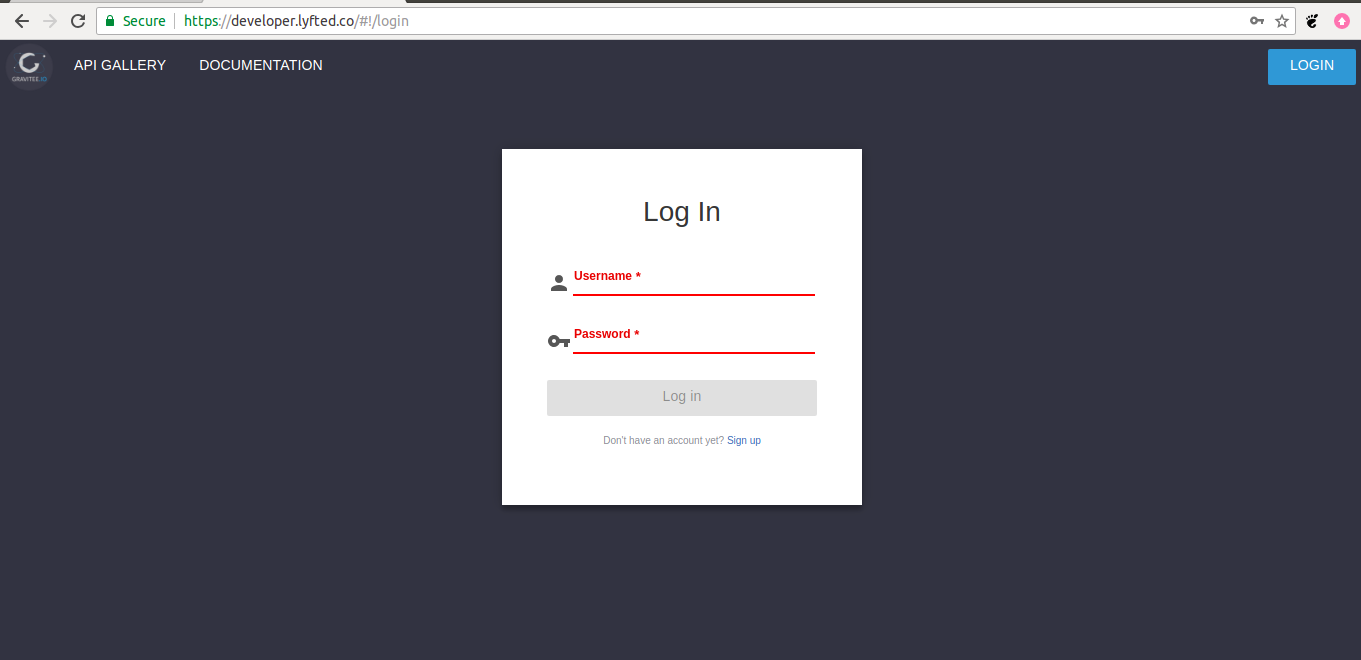 Secure https://developer.lyfted.co/#!/login
GRAVITEE.IO
API GALLERY
DOCUMENTATION
LOGIN
Log In
Username *
Password *
Log in
Don't have an account yet? Sign up